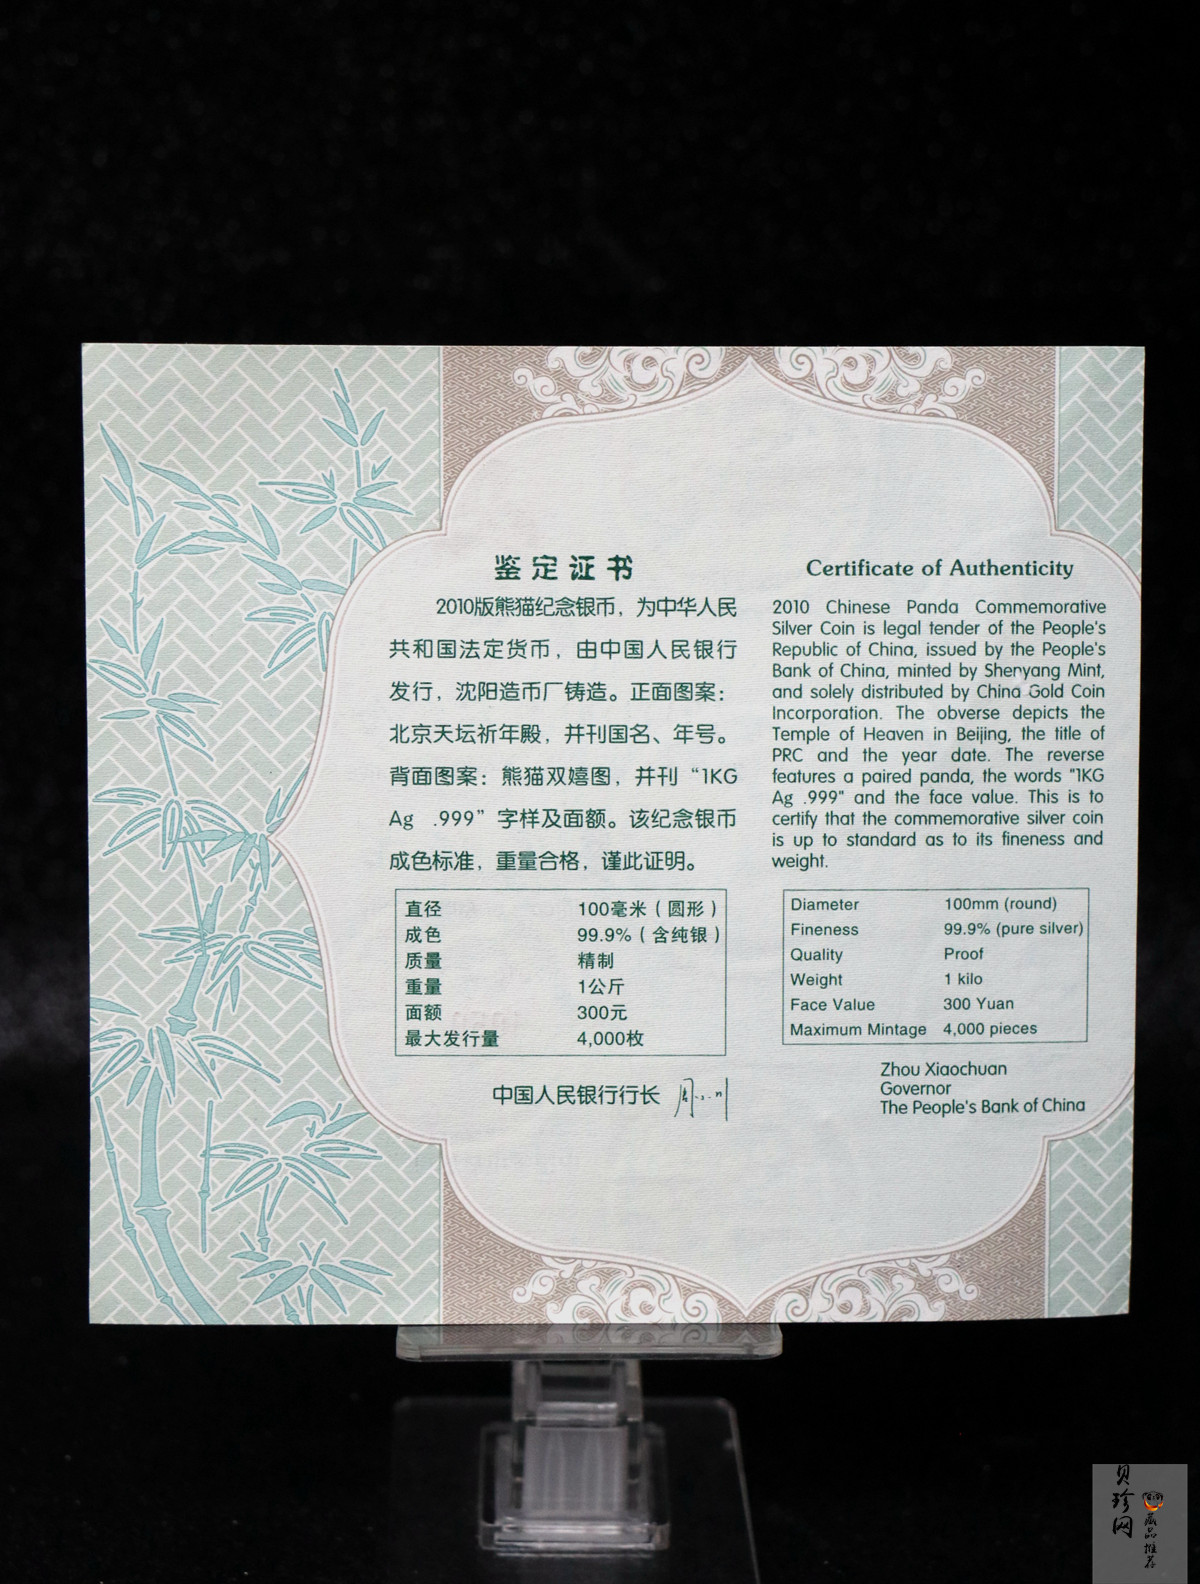 鉴定证书
2010版熊猫纪念银币，为中华人民
共和国法定货币，由中国人民银行
发行，沈阳造币厂铸造。正面图案：
北京天坛祈年殿，并刊国名、年号。
背面图案：熊猫双嬉图，并刊“1KG
Ag .999”字样及面额。该纪念银币
成色标准，重量合格，谨此证明。
直径 100毫米（圆形）
成色 99.9%（含纯银）
质量 精制
重量 1公斤
面额 300元
最大发行量 4,000枚
中国人民银行行长
Certificate of Authenticity
2010 Chinese Panda Commemorative
Silver Coin is legal tender of the People's
Republic of China, issued by the People's
Bank of China, minted by Shenyang Mint,
and solely distributed by China Gold Coin
Incorporation. The obverse depicts the
Temple of Heaven in Beijing, the title of
PRC and the year date. The reverse
features a paired panda, the words "1KG
Ag .999" and the face value. This is to
certify that the commemorative silver coin
is up to standard as to its fineness and
weight.
Diameter 100mm (round)
Fineness 99.9% (pure silver)
Quality Proof
Weight 1 kilo
Face Value 300 Yuan
Maximum Mintage 4,000 pieces
Zhou Xiaochuan
Governor
The People's Bank of China
贝珍网
藏品推荐